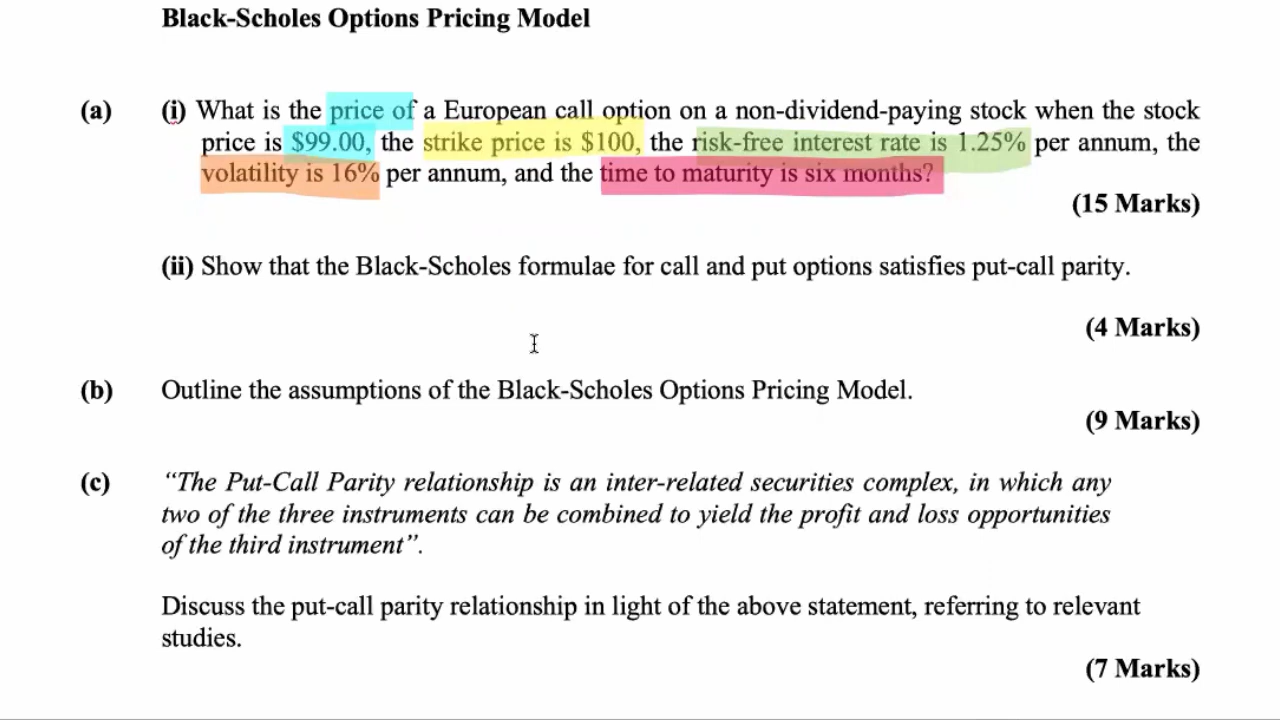 Black-Scholes Options Pricing Model
(a) (i) What is the price of a European call option on a non-dividend-paying stock when the stock
price is $99.00, the strike price is $100, the risk-free interest rate is 1.25% per annum, the
volatility is 16% per annum, and the time to maturity is six months?
(15 Marks)
(ii) Show that the Black-Scholes formulae for call and put options satisfies put-call parity.
(4 Marks)
(b) Outline the assumptions of the Black-Scholes Options Pricing Model.
(9 Marks)
(c) “The Put-Call Parity relationship is an inter-related securities complex, in which any
two of the three instruments can be combined to yield the profit and loss opportunities
of the third instrument”.
Discuss the put-call parity relationship in light of the above statement, referring to relevant
studies.
(7 Marks)